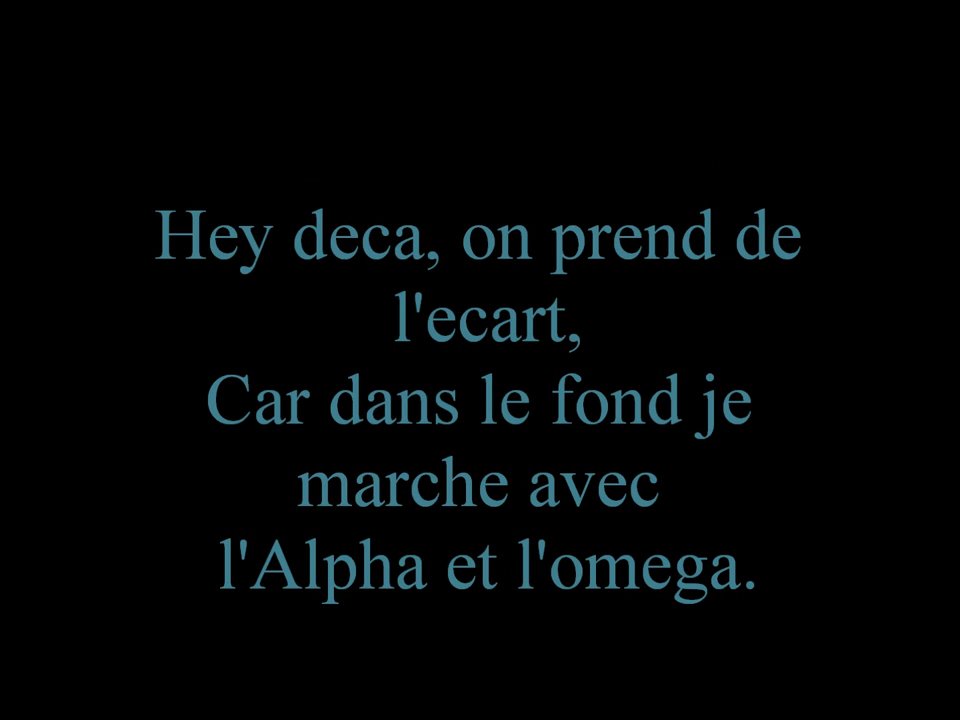 Hey deca, on prend de
l'ecart,
Car dans le fond je
marche avec
l'Alpha et l'omega.